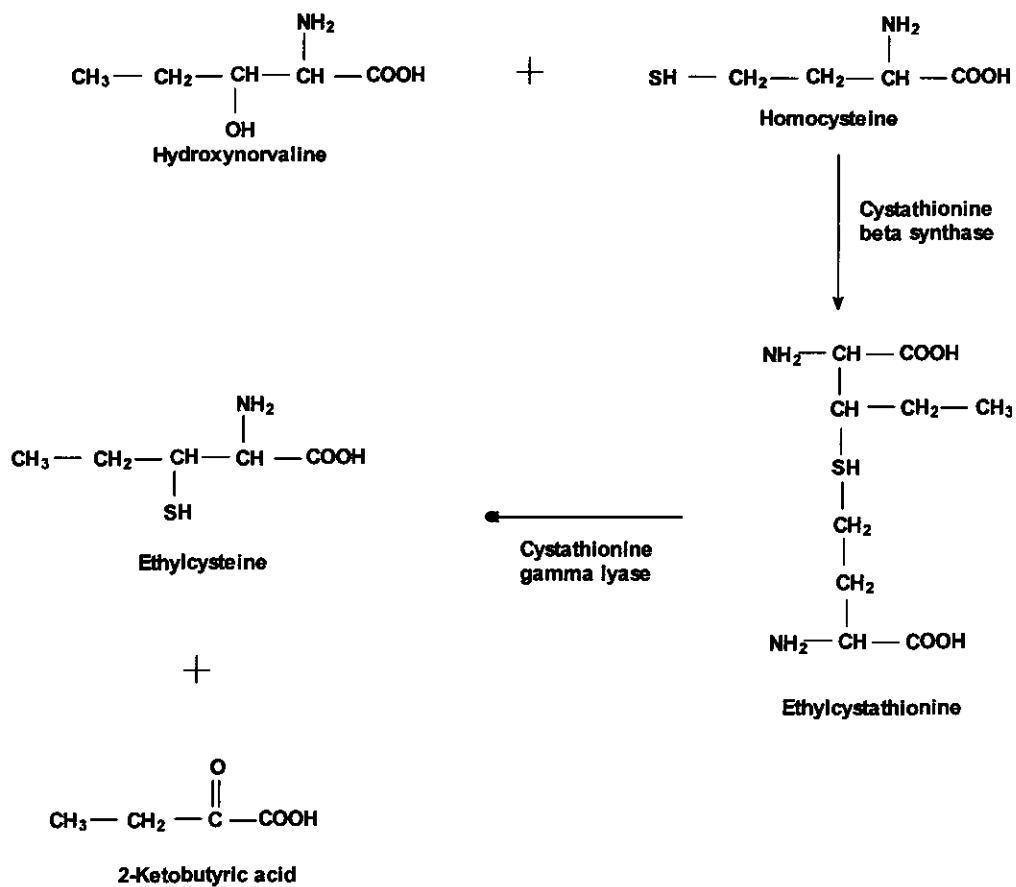 NH₂
CH₃ — CH₂ — CH — CH — COOH
OH
Hydroxynorvaline
+
NH₂
SH — CH₂ — CH₂ — CH — COOH
Homocysteine
Cystathionine
beta synthase
NH₂ — CH — COOH
CH — CH₂ — CH₃
SH
CH₂
CH₂
NH₂ — CH — COOH
Ethylcystathionine
Cystathionine
gamma lyase
NH₂
CH₃ — CH₂ — CH — CH — COOH
SH
Ethylcysteine
+
O
CH₃ — CH₂ — C — COOH
2-Ketobutyric acid